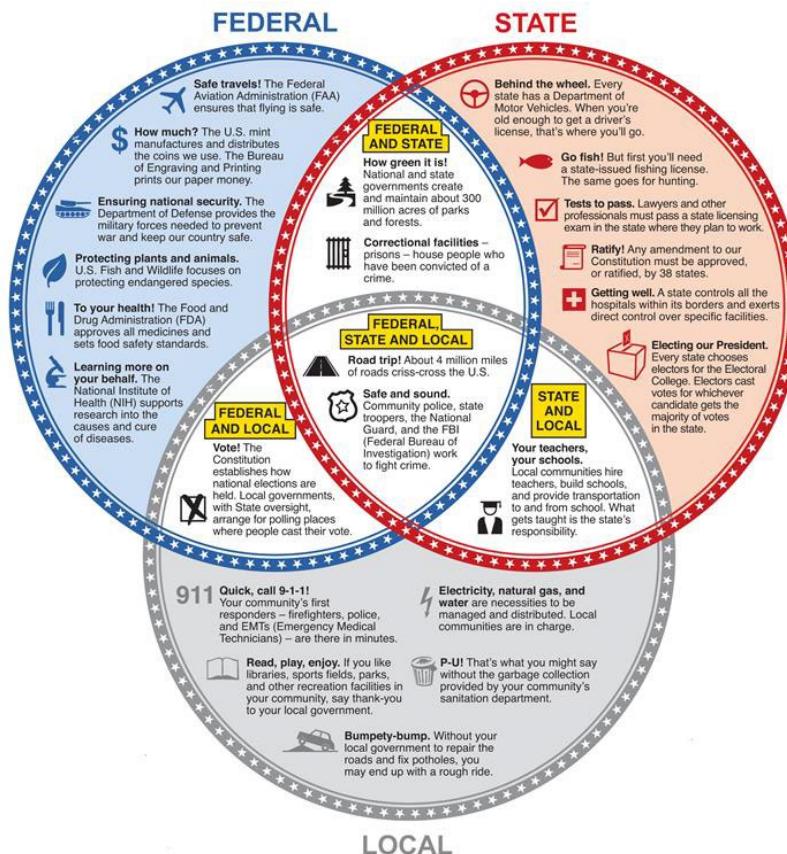 FEDERAL
STATE
Safe travels! The Federal
Aviation Administration (FAA)
ensures that flying is safe.
$
How much? The U.S. mint
manufactures and distributes
the coins we use. The Bureau
of Engraving and Printing
prints our paper money.
Ensuring national security. The
Department of Defense provides the
military forces needed to prevent
war and keep our country safe.
Protecting plants and animals.
U.S. Fish and Wildlife focuses on
protecting endangered species.
To your health! The Food and
Drug Administration (FDA)
approves all medicines and
sets food safety standards.
Learning more on
your behalf. The
National Institute of
Health (NIH) supports
research into the
causes and cure
of diseases.
FEDERAL
AND STATE
How green it is!
National and state
governments create
and maintain about 300
million acres of parks
and forests.
Correctional facilities –
prisons – house people who
have been convicted of a
crime.
Behind the wheel. Every
state has a Department of
Motor Vehicles. When you're
old enough to get a driver's
license, that's where you'll go.
Go fish! But first you'll need
a state-issued fishing license.
The same goes for hunting.
Tests to pass. Lawyers and other
professionals must pass a state licensing
exam in the state where they plan to work.
Ratify! Any amendment to our
Constitution must be approved,
or ratified, by 38 states.
Getting well. A state controls all the
hospitals within its borders and exerts
direct control over specific facilities.
Electing our President.
Every state chooses
electors for the Electoral
College. Electors cast
votes for whichever
candidate gets the
majority of votes
in the state.
FEDERAL,
STATE AND LOCAL
Road trip! About 4 million miles
of roads criss-cross the U.S.
Safe and sound.
Community police, state
troopers, the National
Guard, and the FBI
(Federal Bureau of
Investigation) work
to fight crime.
FEDERAL
AND LOCAL
Vote! The
Constitution
establishes how
national elections are
held. Local governments,
with State oversight,
arrange for polling places
where people cast their vote.
STATE
AND
LOCAL
Your teachers,
your schools.
Local communities hire
teachers, build schools,
and provide transportation
to and from school. What
gets taught is the state's
responsibility.
911
Quick, call 9-1-1!
Your community's first
responders – firefighters, police,
and EMTs (Emergency Medical
Technicians) – are there in minutes.
Electricity, natural gas, and
water are necessities to be
managed and distributed. Local
communities are in charge.
Read, play, enjoy. If you like
libraries, sports fields, parks,
and other recreation facilities in
your community, say thank-you
to your local government.
P-U! That's what you might say
without the garbage collection
provided by your community's
sanitation department.
Bumpety-bump. Without your
local government to repair the
roads and fix potholes, you
may end up with a rough ride.
LOCAL